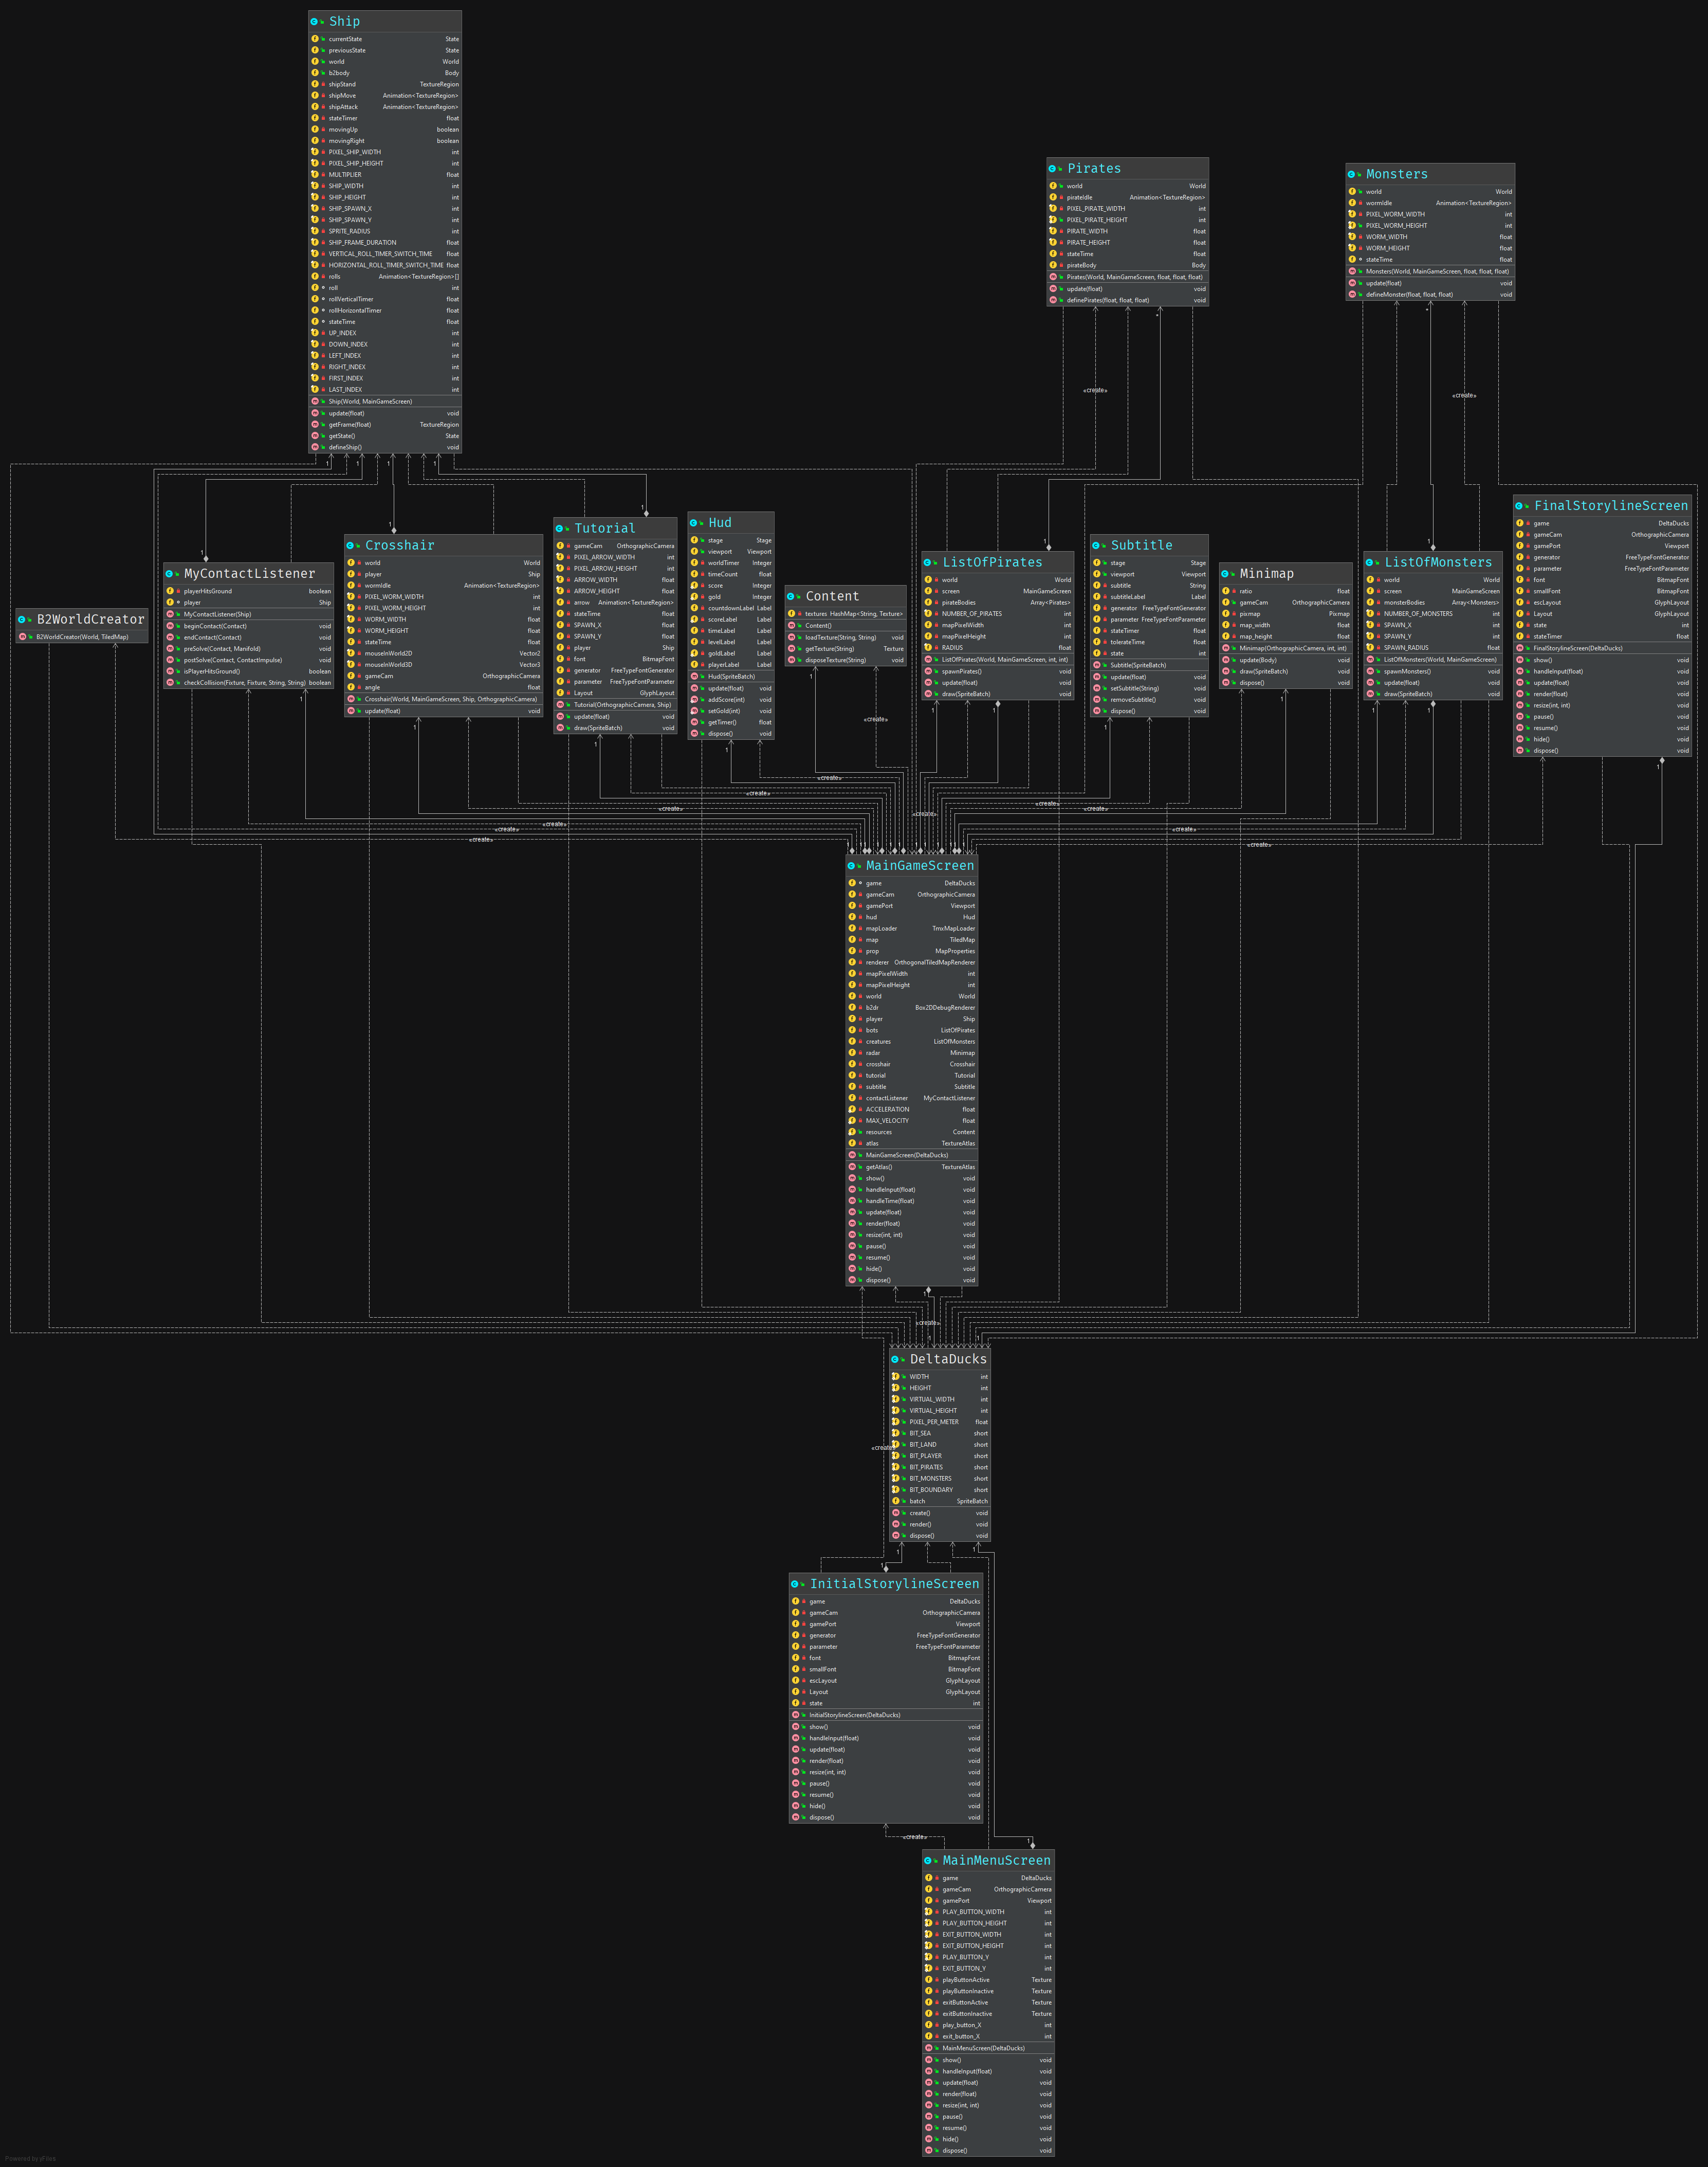 Ship
currentState State
previousState State
world World
b2body Body
shipStand TextureRegion
shipMove Animation<TextureRegion>
shipAttack Animation<TextureRegion>
stateTimer float
movingUp boolean
movingRight boolean
PIXEL_SHIP_WIDTH int
PIXEL_SHIP_HEIGHT int
MULTIPLIER float
SHIP_WIDTH int
SHIP_HEIGHT int
SHIP_SPAWN_X int
SHIP_SPAWN_Y int
SPRITE_RADIUS int
SHIP_FRAME_DURATION float
VERTICAL_ROLL_TIMER_SWITCH_TIME float
HORIZONTAL_ROLL_TIMER_SWITCH_TIME float
rolls Animation<TextureRegion>[]
roll int
rollVerticalTimer float
rollHorizontalTimer float
stateTime float
UP_INDEX int
DOWN_INDEX int
LEFT_INDEX int
RIGHT_INDEX int
FIRST_INDEX int
LAST_INDEX int
Ship(World, MainGameScreen)
update(float) void
getFrame(float) TextureRegion
getState() State
defineShip() void
Pirates
world World
pirateIdle Animation<TextureRegion>
PIXEL_PIRATE_WIDTH int
PIXEL_PIRATE_HEIGHT int
PIRATE_WIDTH float
PIRATE_HEIGHT float
stateTime float
pirateBody Body
Pirates(World, MainGameScreen, float, float, float)
update(float) void
definePirates(float, float, float) void
Monsters
world World
wormIdle Animation<TextureRegion>
PIXEL_WORM_WIDTH int
PIXEL_WORM_HEIGHT int
WORM_WIDTH float
WORM_HEIGHT float
stateTime float
Monsters(World, MainGameScreen, float, float, float)
update(float) void
defineMonster(float, float, float) void
«create»
«create»
B2WorldCreator
B2WorldCreator(World, TiledMap)
MyContactListener
playerHitsGround boolean
player Ship
MyContactListener(Ship)
beginContact(Contact) void
endContact(Contact) void
preSolve(Contact, Manifold) void
postSolve(Contact, ContactImpulse) void
isPlayerHitsGround() boolean
checkCollision(Fixture, Fixture, String, String) boolean
Crosshair
world World
player Ship
wormIdle Animation<TextureRegion>
PIXEL_WORM_WIDTH int
PIXEL_WORM_HEIGHT int
WORM_WIDTH float
WORM_HEIGHT float
stateTime float
mouseInWorld2D Vector2
mouseInWorld3D Vector3
gameCam OrthographicCamera
angle float
Crosshair(World, MainGameScreen, Ship, OrthographicCamera)
update(float) void
Tutorial
gameCam OrthographicCamera
PIXEL_ARROW_WIDTH int
PIXEL_ARROW_HEIGHT int
ARROW_WIDTH float
ARROW_HEIGHT float
arrow Animation<TextureRegion>
stateTime float
SPAWN_X float
SPAWN_Y float
player Ship
font BitmapFont
generator FreeTypeFontGenerator
parameter FreeTypeFontParameter
Layout GlyphLayout
Tutorial(OrthographicCamera, Ship)
update(float) void
draw(SpriteBatch) void
Hud
stage Stage
viewport Viewport
worldTimer Integer
timeCount float
score Integer
gold Integer
countdownLabel Label
scoreLabel Label
timeLabel Label
levelLabel Label
goldLabel Label
playerLabel Label
Hud(SpriteBatch)
update(float) void
addScore(int) void
setGold(int) void
getTimer() float
dispose() void
Content
textures HashMap<String, Texture>
Content()
loadTexture(String, String) void
getTexture(String) Texture
disposeTexture(String) void
ListOfPirates
world World
screen MainGameScreen
pirateBodies Array<Pirates>
NUMBER_OF_PIRATES int
mapPixelWidth int
mapPixelHeight int
RADIUS float
ListOfPirates(World, MainGameScreen, int, int)
spawnPirates() void
update(float) void
draw(SpriteBatch) void
Subtitle
stage Stage
viewport Viewport
subtitle String
subtitleLabel Label
generator FreeTypeFontGenerator
parameter FreeTypeFontParameter
stateTimer float
tolerateTime float
state int
Subtitle(SpriteBatch)
update(float) void
setSubtitle(String) void
removeSubtitle() void
dispose() void
Minimap
ratio float
gameCam OrthographicCamera
pixmap Pixmap
map_width float
map_height float
Minimap(OrthographicCamera, int, int)
update(Body) void
draw(SpriteBatch) void
dispose() void
ListOfMonsters
world World
screen MainGameScreen
monsterBodies Array<Monsters>
NUMBER_OF_MONSTERS int
SPAWN_X float
SPAWN_Y float
SPAWN_RADIUS float
ListOfMonsters(World, MainGameScreen)
spawnMonsters() void
update(float) void
draw(SpriteBatch) void
FinalStorylineScreen
game DeltaDucks
gameCam OrthographicCamera
gamePort Viewport
generator FreeTypeFontGenerator
parameter FreeTypeFontParameter
font BitmapFont
smallFont BitmapFont
escLayout GlyphLayout
Layout GlyphLayout
state int
stateTimer float
FinalStorylineScreen(DeltaDucks)
show() void
handleInput(float) void
update(float) void
render(float) void
resize(int, int) void
pause() void
resume() void
hide() void
dispose() void
«create»
«create»
«create»
«create»
«create»
«create»
«create»
«create»
«create»
«create»
«create»
«create»
MainGameScreen
game DeltaDucks
gameCam OrthographicCamera
gamePort Viewport
hud Hud
mapLoader TmxMapLoader
map TiledMap
prop MapProperties
renderer OrthogonalTiledMapRenderer
mapPixelWidth int
mapPixelHeight int
world World
b2dr Box2DDebugRenderer
player Ship
bots ListOfPirates
creatures ListOfMonsters
radar Minimap
crosshair Crosshair
tutorial Tutorial
subtitle Subtitle
contactListener MyContactListener
ACCELERATION float
MAX_VELOCITY float
resources Content
atlas TextureAtlas
MainGameScreen(DeltaDucks)
getAtlas() TextureAtlas
show() void
handleInput(float) void
handleTime(float) void
update(float) void
render(float) void
resize(int, int) void
pause() void
resume() void
hide() void
dispose() void
«create»
DeltaDucks
WIDTH int
HEIGHT int
VIRTUAL_WIDTH int
VIRTUAL_HEIGHT int
PIXEL_PER_METER float
BIT_SEA short
BIT_LAND short
BIT_PLAYER short
BIT_PIRATES short
BIT_MONSTERS short
BIT_BOUNDARY short
batch SpriteBatch
create() void
render() void
dispose() void
«create»
InitialStorylineScreen
game DeltaDucks
gameCam OrthographicCamera
gamePort Viewport
generator FreeTypeFontGenerator
parameter FreeTypeFontParameter
font BitmapFont
smallFont BitmapFont
escLayout GlyphLayout
Layout GlyphLayout
state int
InitialStorylineScreen(DeltaDucks)
show() void
handleInput(float) void
update(float) void
render(float) void
resize(int, int) void
pause() void
resume() void
hide() void
dispose() void
«create»
MainMenuScreen
game DeltaDucks
gameCam OrthographicCamera
gamePort Viewport
PLAY_BUTTON_WIDTH int
PLAY_BUTTON_HEIGHT int
EXIT_BUTTON_WIDTH int
EXIT_BUTTON_HEIGHT int
PLAY_BUTTON_Y int
EXIT_BUTTON_Y int
playButtonActive Texture
playButtonInactive Texture
exitButtonActive Texture
exitButtonInactive Texture
play_button_X int
exit_button_X int
MainMenuScreen(DeltaDucks)
show() void
handleInput(float) void
update(float) void
render(float) void
resize(int, int) void
pause() void
resume() void
hide() void
dispose() void
Powered by yFiles